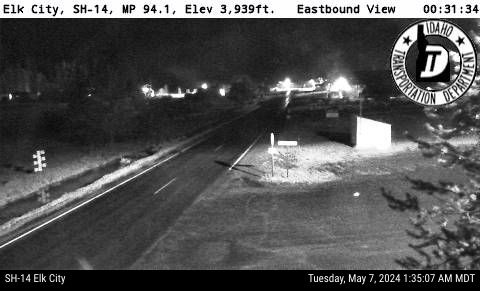 Elk City, SH-14, MP 94.1, Elev 3,939ft. Eastbound View 00:31:34
IDAHO
TRANSPORTATION DEPARTMENT
SH-14 Elk City Tuesday, May 7, 2024 1:35:07 AM MDT